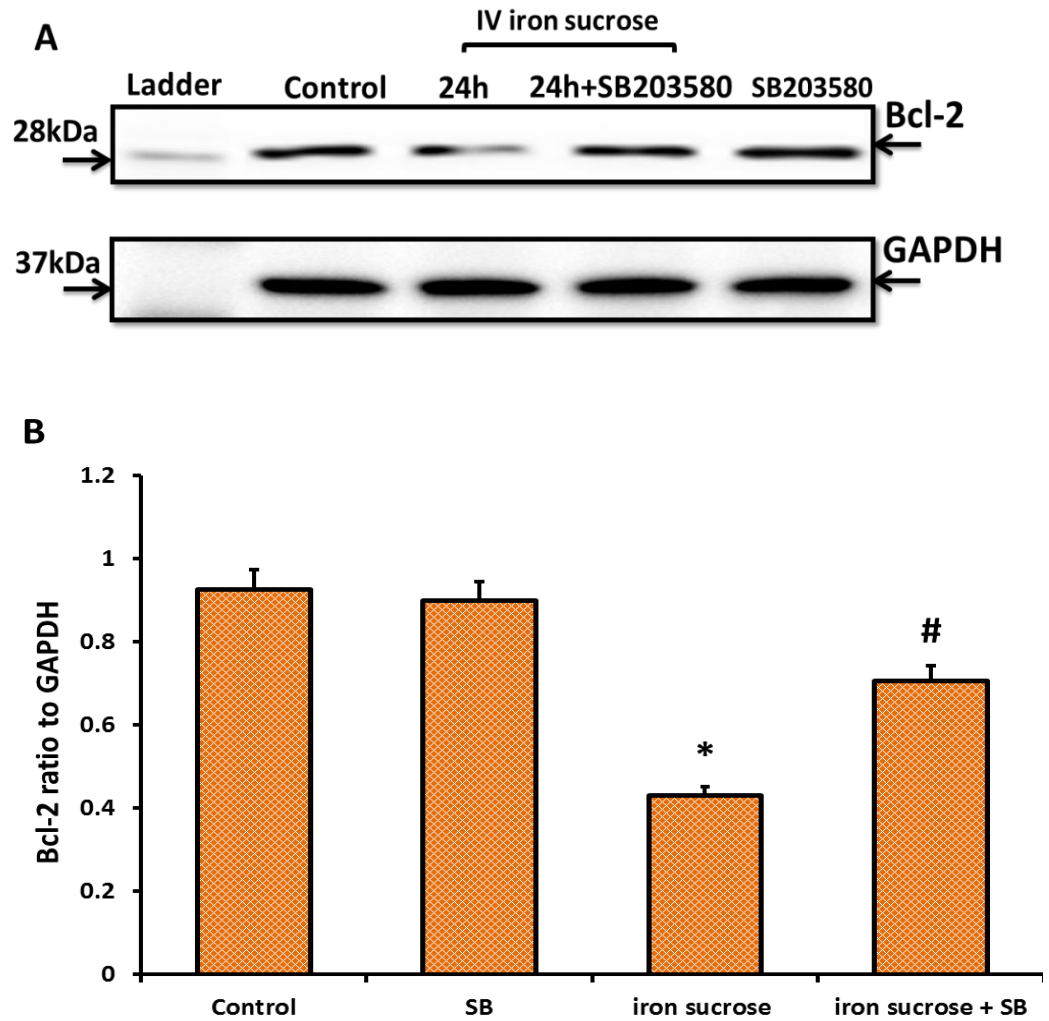 A
IV iron sucrose
Ladder Control 24h 24h+SB203580 SB203580
28kDa Bcl-2
37kDa GAPDH
B
Bcl-2 ratio to GAPDH
1.2
1
0.8
0.6
0.4
0.2
0
*
#
Control SB iron sucrose iron sucrose + SB